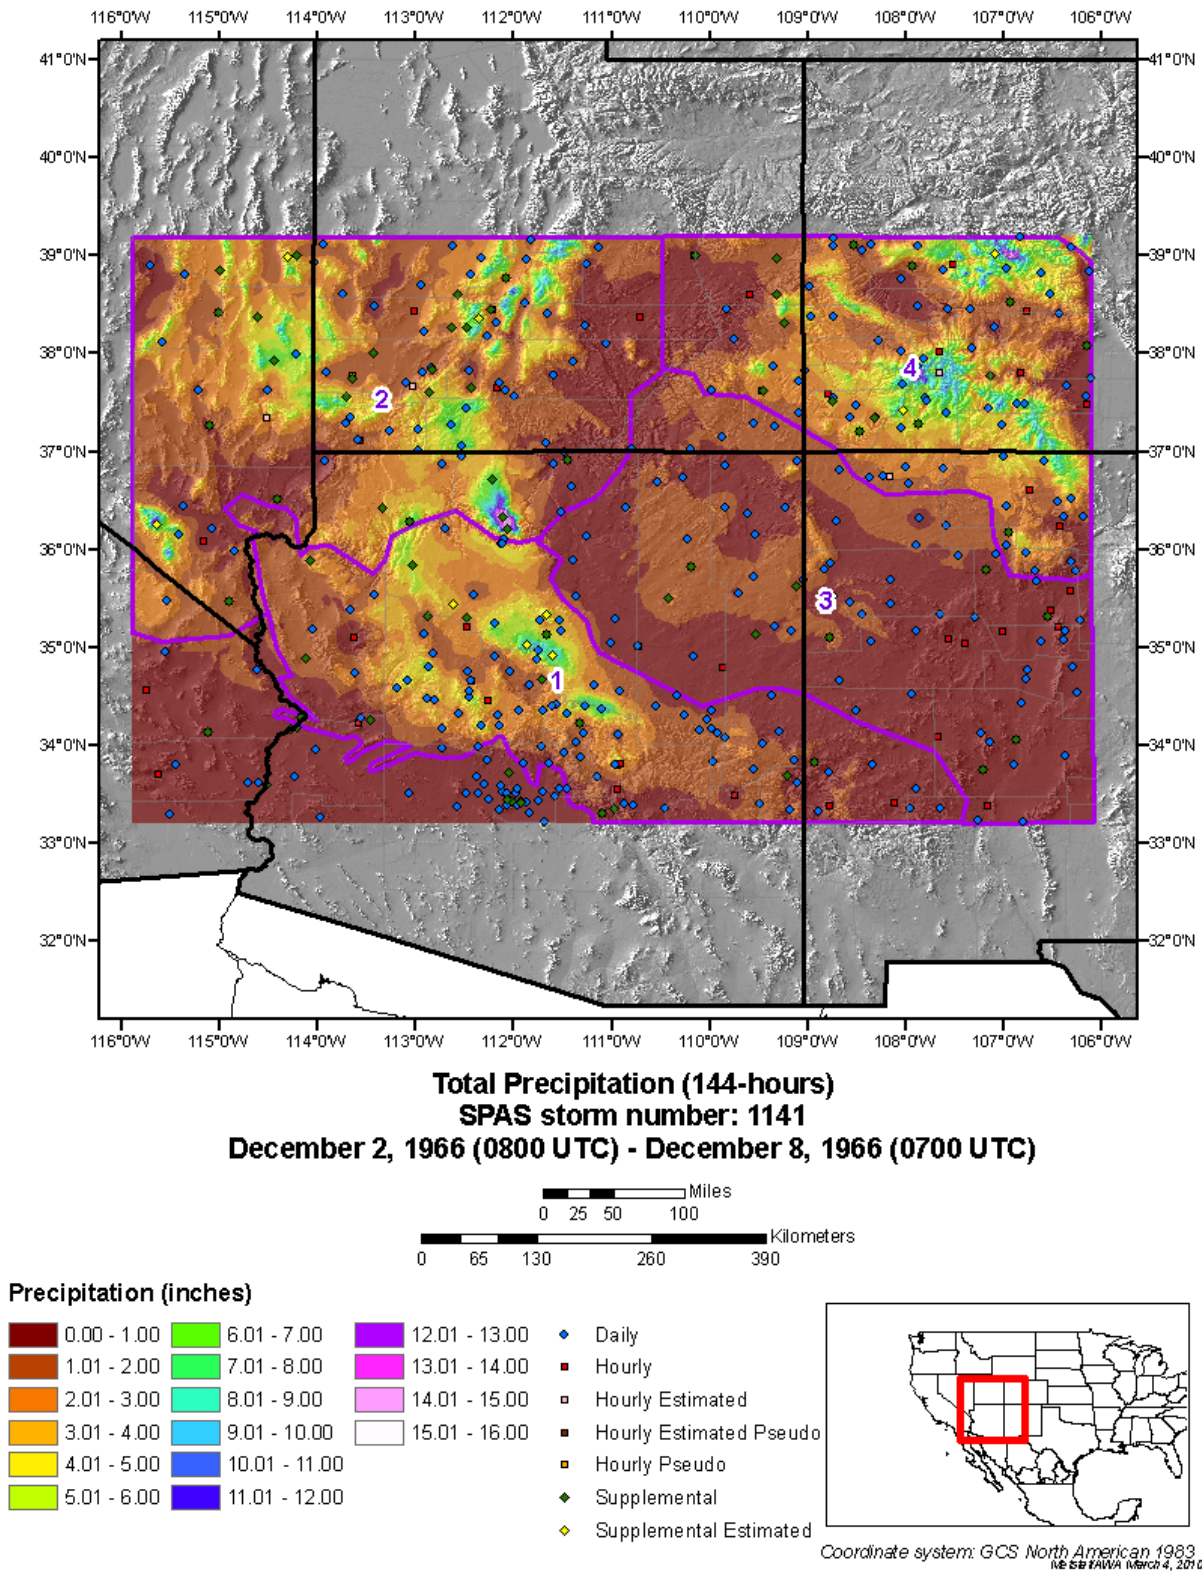 116°0'W 115°0'W 114°0'W 113°0'W 112°0'W 111°0'W 110°0'W 109°0'W 108°0'W 107°0'W 106°0'W
41°0'N 41°0'N
40°0'N 40°0'N
39°0'N 39°0'N
38°0'N 38°0'N
4
2
37°0'N 37°0'N
36°0'N 36°0'N
3
35°0'N 35°0'N
1
34°0'N 34°0'N
33°0'N 33°0'N
32°0'N 32°0'N
116°0'W 115°0'W 114°0'W 113°0'W 112°0'W 111°0'W 110°0'W 109°0'W 108°0'W 107°0'W 106°0'W
Total Precipitation (144-hours)
SPAS storm number: 1141
December 2, 1966 (0800 UTC) - December 8, 1966 (0700 UTC)
Miles
0 25 50 100
Kilometers
0 65 130 260 390
Precipitation (inches)
0.00 - 1.00
1.01 - 2.00
2.01 - 3.00
3.01 - 4.00
4.01 - 5.00
5.01 - 6.00
6.01 - 7.00
7.01 - 8.00
8.01 - 9.00
9.01 - 10.00
10.01 - 11.00
11.01 - 12.00
12.01 - 13.00
13.01 - 14.00
14.01 - 15.00
15.01 - 16.00
Daily
Hourly
Hourly Estimated
Hourly Estimated Pseudo
Hourly Pseudo
Supplemental
Supplemental Estimated
Coordinate system: GCS North American 1983
Metstat/AWA March 4, 2010